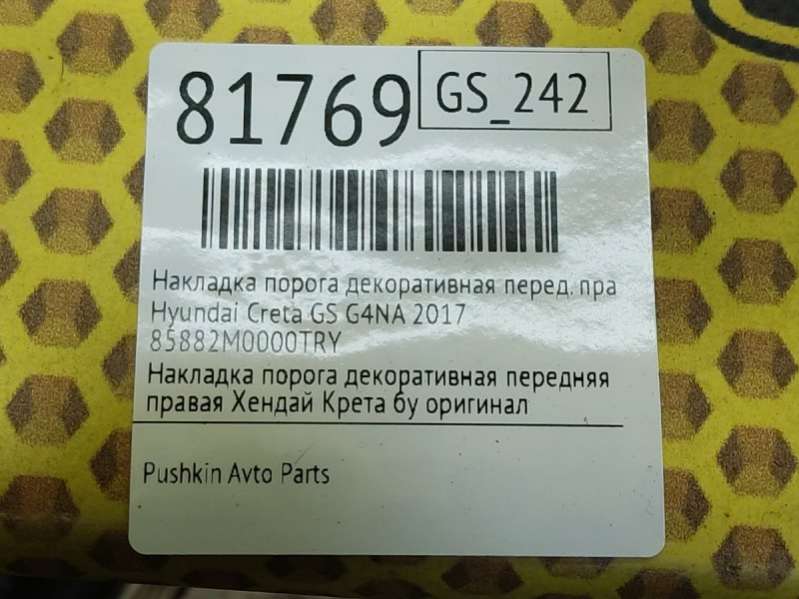 81769
GS_242
Накладка порога декоративная перед. пра
Hyundai Creta GS G4NA 2017
85882M0000TRY
Накладка порога декоративная передняя
правая Хендай Крета бу оригинал
Pushkin Avto Parts